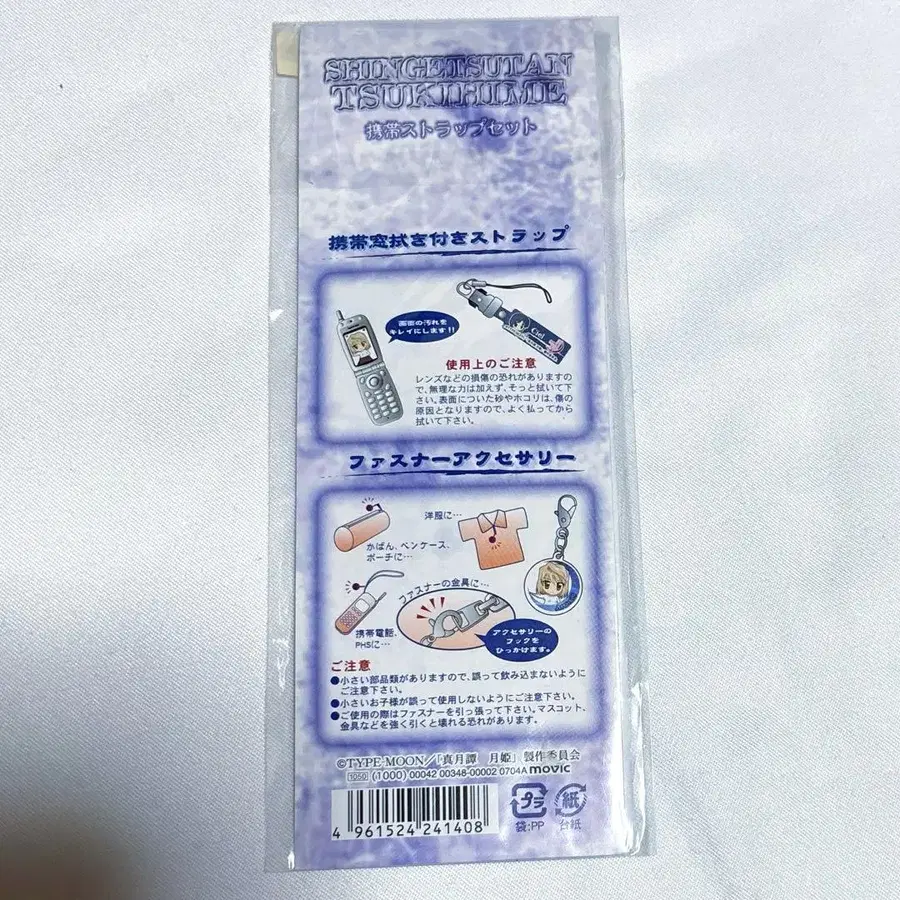 SHINGETSUTAN
TSUKIHIME
携帯ストラップセット
携帯窓拭き付きストラップ
画面の汚れを
キレイにします!!
Ciel
使用上のご注意
レンズなどの損傷の恐れがありますの
で、無理な力は加えず、そっと拭いて下
さい。表面についた砂やホコリは、傷の
原因となりますので、よく払ってから
拭いて下さい。
ファスナーアクセサリー
洋服に…
かばん、ペンケース、
ポーチに…
ファスナーの金具に…
携帯電話、
PHSに…
アクセサリーの
フックを
ひっかけます。
ご注意
●小さい部品類がありますので、誤って飲み込まないように
ご注意下さい。
●小さいお子様が誤って使用しないようにご注意下さい。
●ご使用の際はファスナーを引っ張って下さい。マスコット、
金具などを強く引くと壊れる恐れがあります。
©TYPE-MOON/「真月譚 月姫」製作委員会
1050 (1000) 00042 00348-00002 0704A movic
4 961524 241408
プラ
袋:PP
紙
台紙